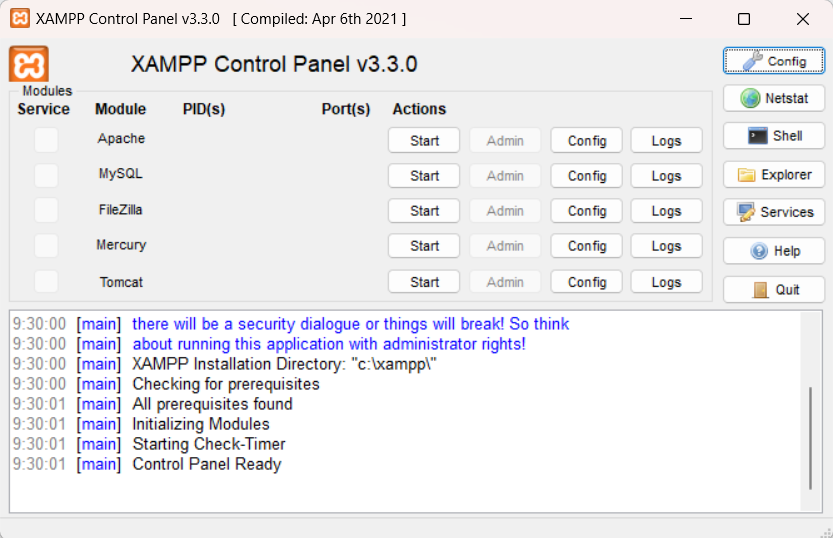 XAMPP Control Panel v3.3.0 [ Compiled: Apr 6th 2021 ]
XAMPP Control Panel v3.3.0
Config
Modules
Service Module PID(s) Port(s) Actions
Netstat
Apache Start Admin Config Logs
Shell
MySQL Start Admin Config Logs
Explorer
FileZilla Start Admin Config Logs
Services
Mercury Start Admin Config Logs
Help
Tomcat Start Admin Config Logs
Quit
9:30:00 [main] there will be a security dialogue or things will break! So think
9:30:00 [main] about running this application with administrator rights!
9:30:00 [main] XAMPP Installation Directory: "c:\xampp\"
9:30:00 [main] Checking for prerequisites
9:30:01 [main] All prerequisites found
9:30:01 [main] Initializing Modules
9:30:01 [main] Starting Check-Timer
9:30:01 [main] Control Panel Ready